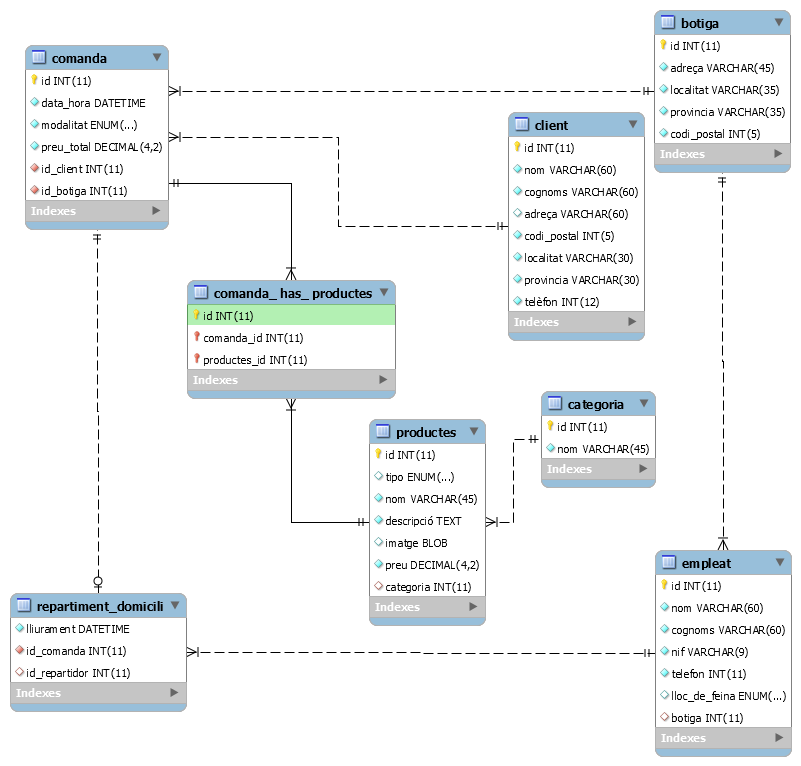 comanda
id INT(11)
data_hora DATETIME
modalitat ENUM(...)
preu_total DECIMAL(4,2)
id_client INT(11)
id_botiga INT(11)
Indexes
botiga
id INT(11)
adreça VARCHAR(45)
localitat VARCHAR(35)
provincia VARCHAR(35)
codi_postal INT(5)
Indexes
client
id INT(11)
nom VARCHAR(60)
cognoms VARCHAR(60)
adreça VARCHAR(60)
codi_postal INT(5)
localitat VARCHAR(30)
provincia VARCHAR(30)
telèfon INT(12)
Indexes
comanda_has_productes
id INT(11)
comanda_id INT(11)
productes_id INT(11)
Indexes
productes
id INT(11)
tipo ENUM(...)
nom VARCHAR(45)
descripció TEXT
imatge BLOB
preu DECIMAL(4,2)
categoria INT(11)
Indexes
categoria
id INT(11)
nom VARCHAR(45)
Indexes
repartiment_domicili
lliurament DATETIME
id_comanda INT(11)
id_repartidor INT(11)
Indexes
empleat
id INT(11)
nom VARCHAR(60)
cognoms VARCHAR(60)
nif VARCHAR(9)
telefon INT(11)
lloc_de_feina ENUM(...)
botiga INT(11)
Indexes